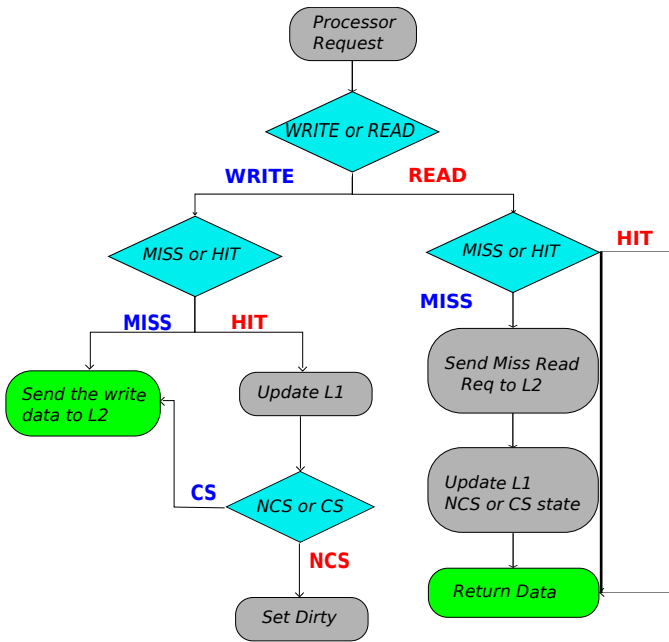 Processor
Request
WRITE or READ
WRITE
READ
MISS or HIT
MISS or HIT
HIT
MISS
MISS
HIT
Send Miss Read
Req to L2
Send the write
data to L2
Update L1
Update L1
NCS or CS state
CS
NCS or CS
NCS
Return Data
Set Dirty